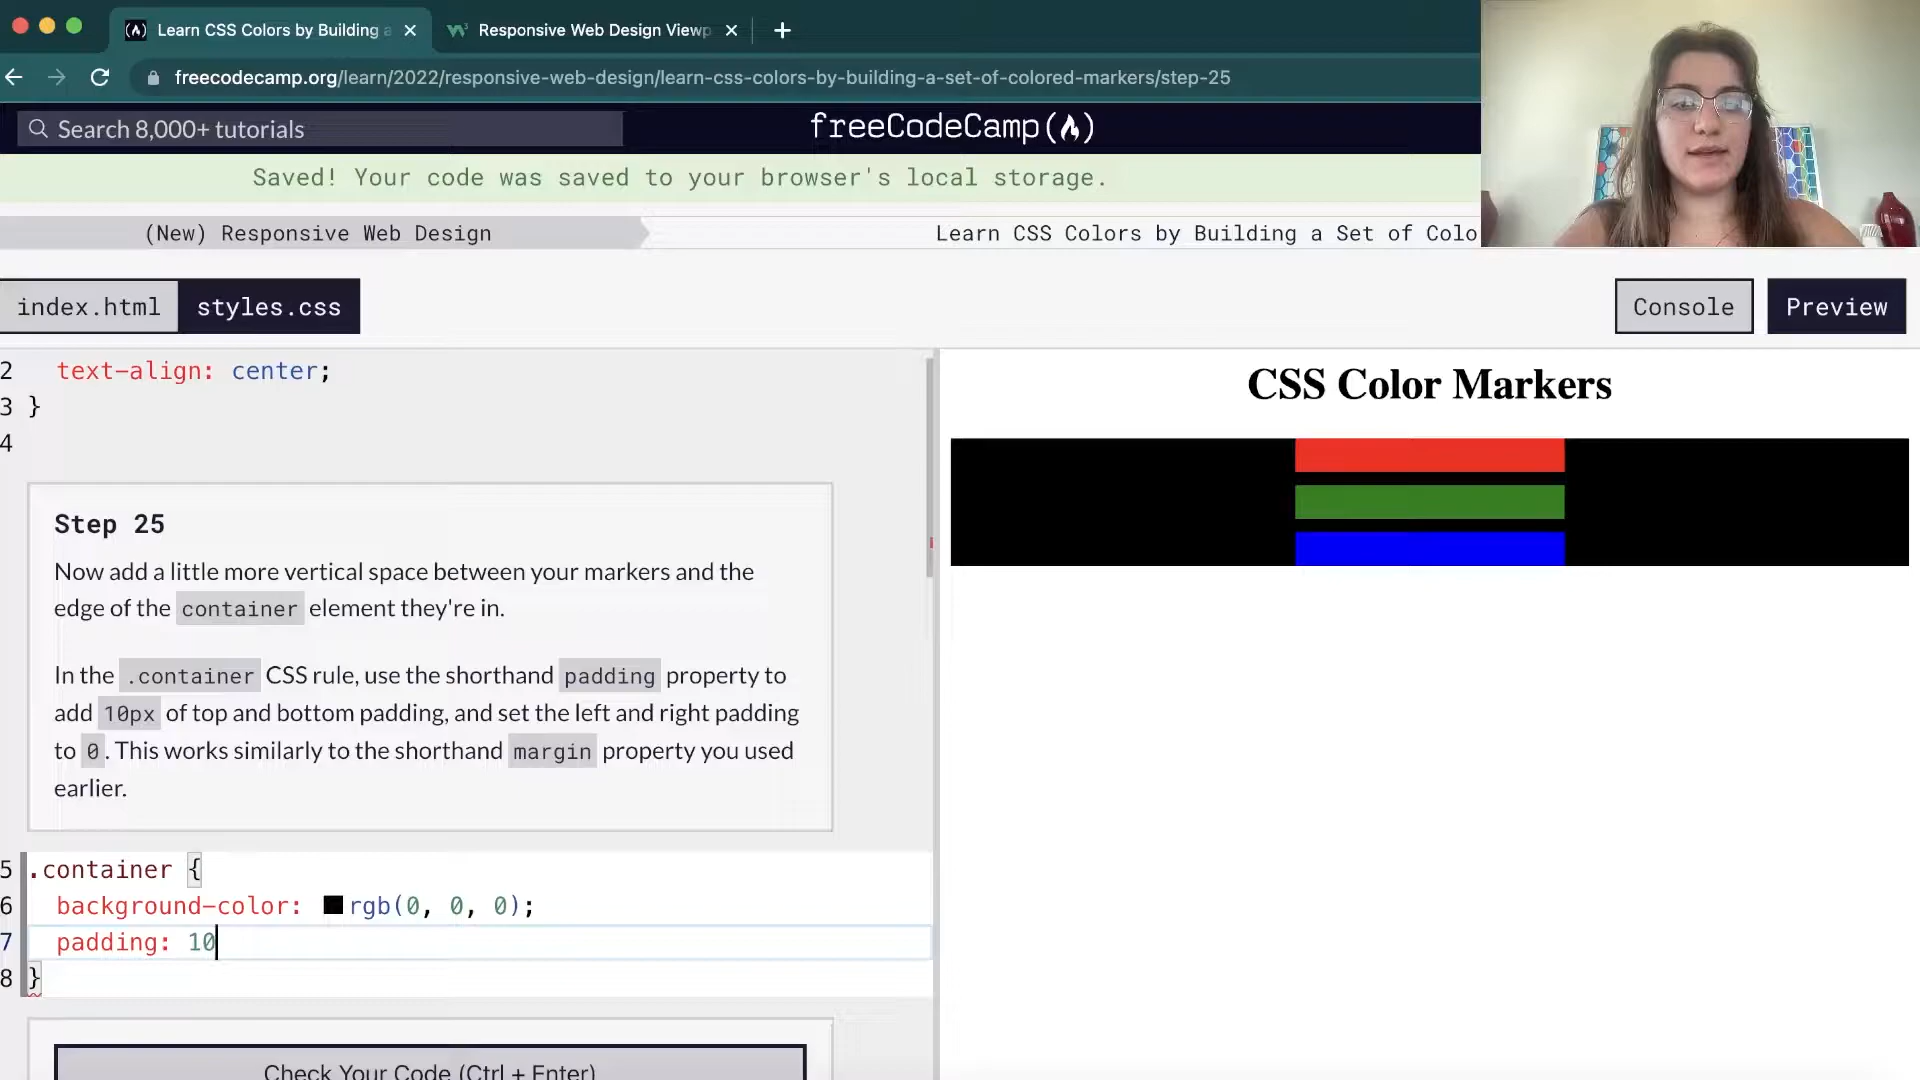 Learn CSS Colors by Building a
Responsive Web Design Viewp
freecodecamp.org/learn/2022/responsive-web-design/learn-css-colors-by-building-a-set-of-colored-markers/step-25
Search 8,000+ tutorials
freeCodeCamp
Saved! Your code was saved to your browser's local storage.
(New) Responsive Web Design
Learn CSS Colors by Building a Set of Colo
index.html
styles.css
Console
Preview
2 text-align: center;
3 }
4
Step 25
Now add a little more vertical space between your markers and the
edge of the container element they're in.
In the .container CSS rule, use the shorthand padding property to
add 10px of top and bottom padding, and set the left and right padding
to 0. This works similarly to the shorthand margin property you used
earlier.
5 .container {
6 background-color: rgb(0, 0, 0);
7 padding: 10
8 }
Check Your Code (Ctrl + Enter)
CSS Color Markers